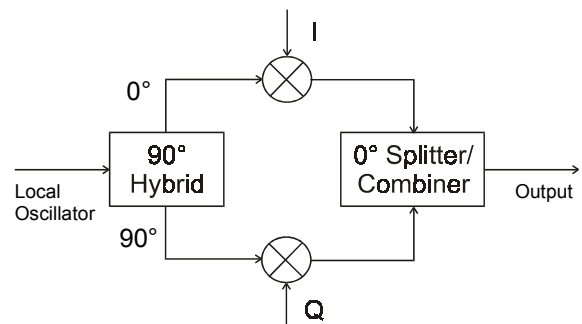 I
0°
90°
Hybrid
0° Splitter/
Combiner
Local
Oscillator
Output
90°
Q